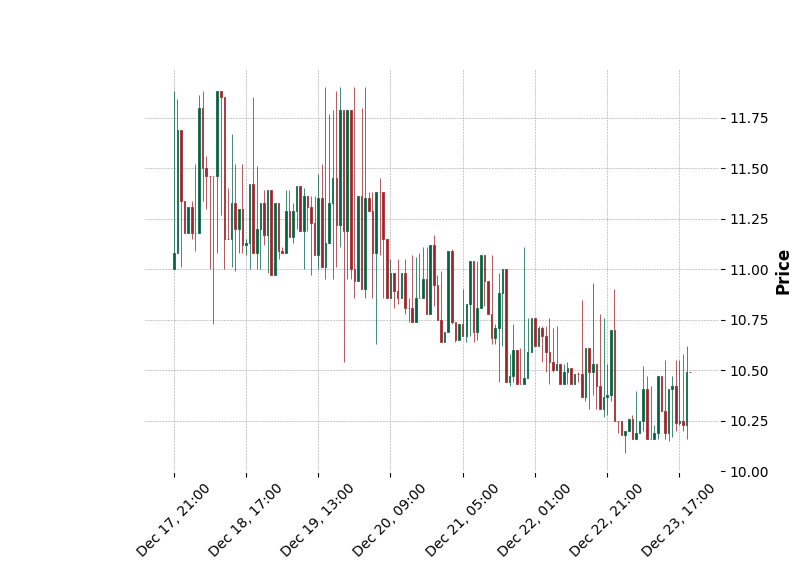 11.75
11.50
11.25
11.00
10.75
10.50
10.25
10.00
Price
Dec 17, 21:00
Dec 18, 17:00
Dec 19, 13:00
Dec 20, 09:00
Dec 21, 05:00
Dec 22, 01:00
Dec 22, 21:00
Dec 23, 17:00